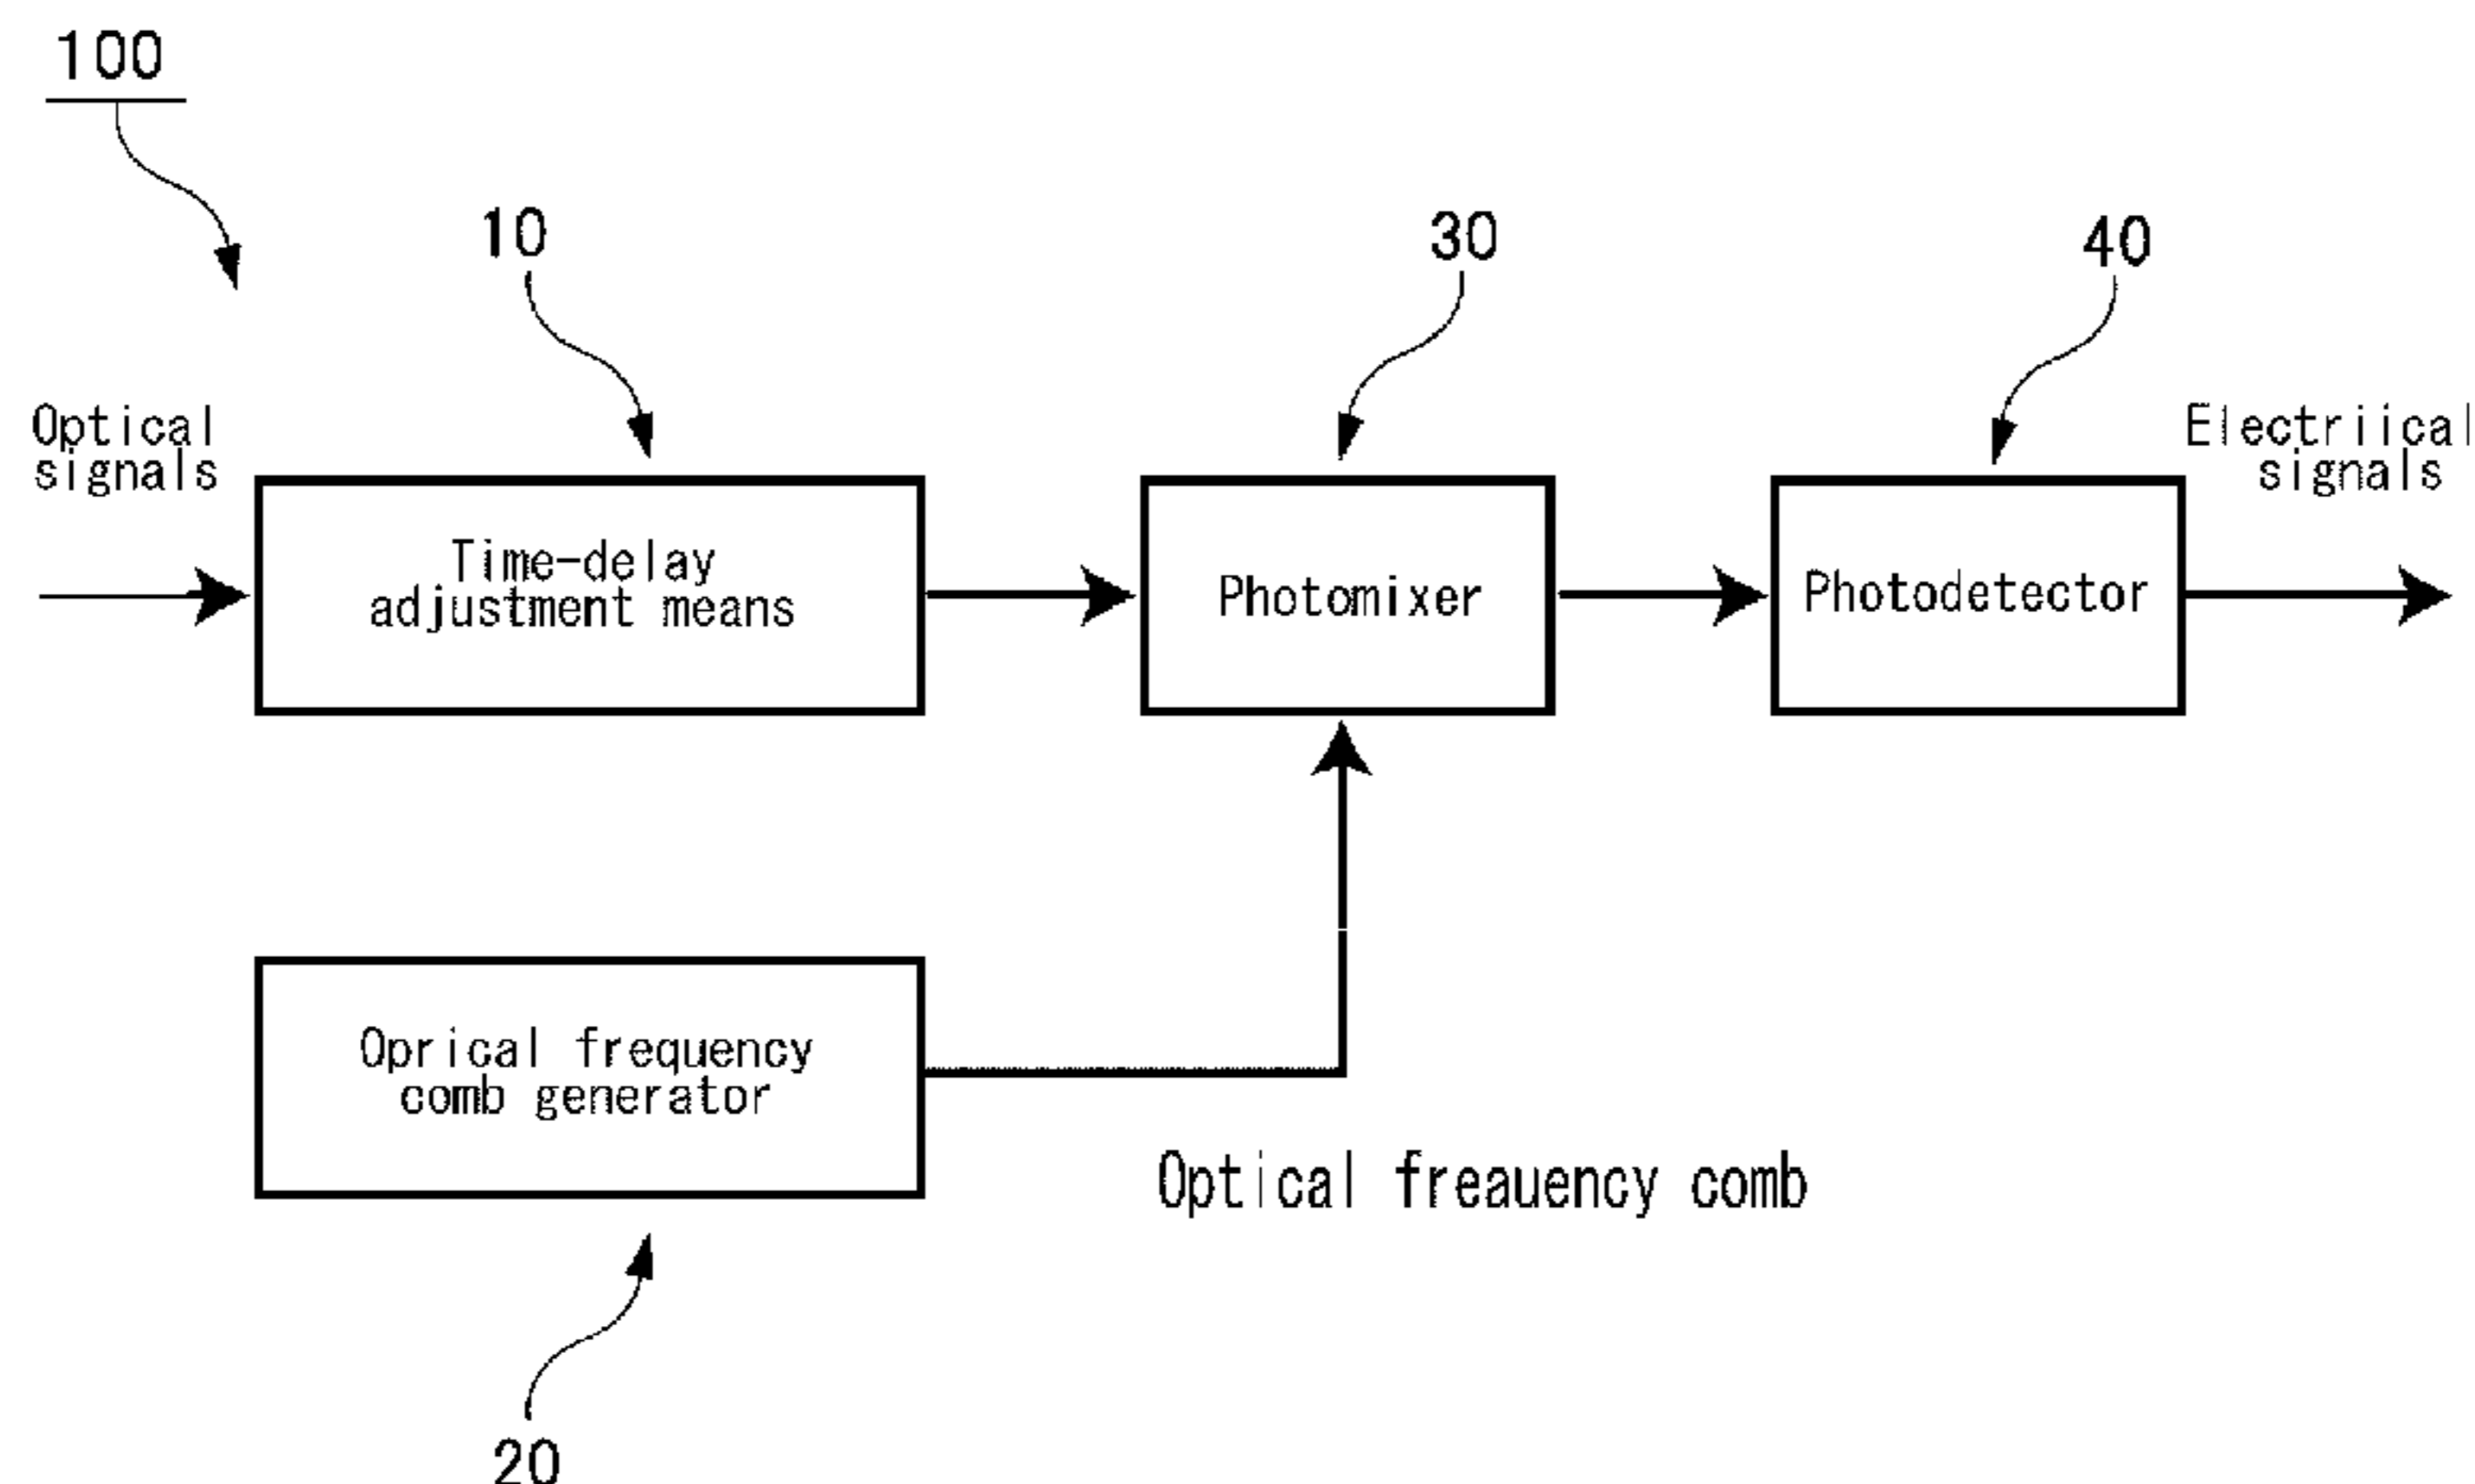 100
10
30
40
Optical
signals
Electriical
signals
Time-delay
adjustment means
Photomixer
Photodetector
Oprical frequency
comb generator
Optical freauency comb
20